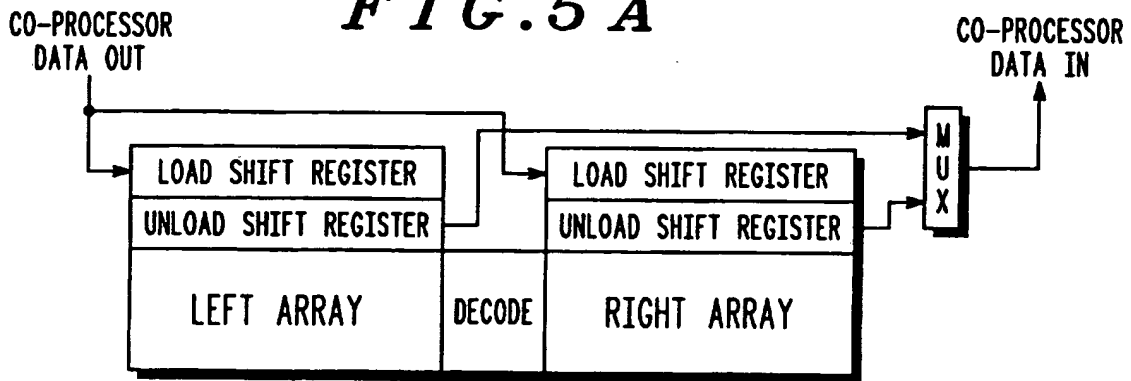 FIG.5A
CO-PROCESSOR
DATA OUT
CO-PROCESSOR
DATA IN
MUX
LOAD SHIFT REGISTER
UNLOAD SHIFT REGISTER
LEFT ARRAY
DECODE
LOAD SHIFT REGISTER
UNLOAD SHIFT REGISTER
RIGHT ARRAY